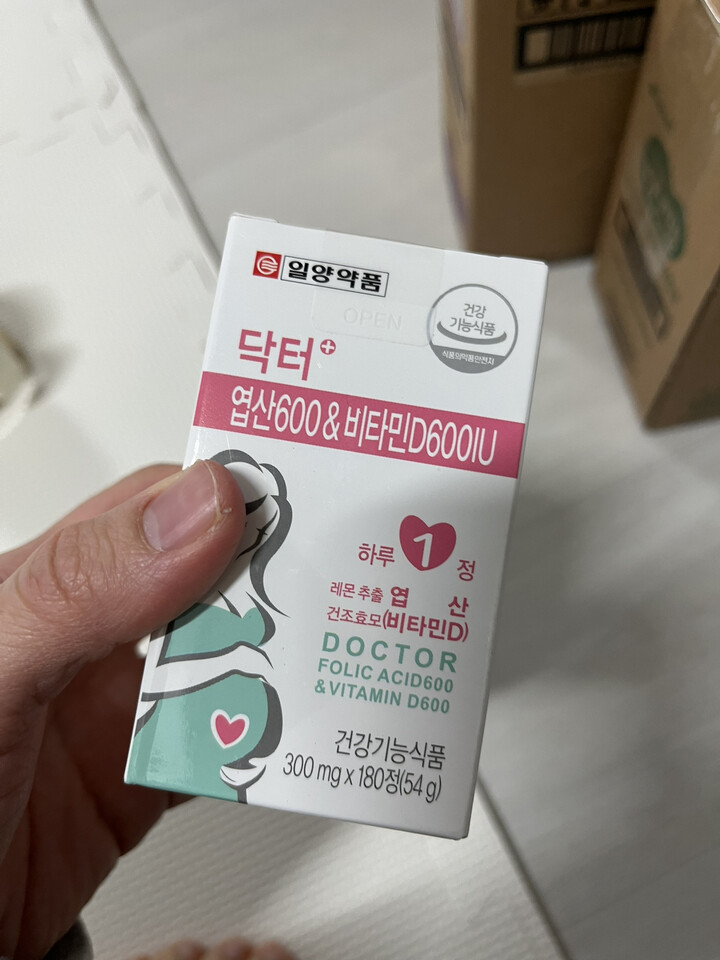 일양약품
OPEN
건강
기능식품
식품의약품안전처
닥터+
엽산600 & 비타민D600IU
하루 1 정
레몬 추출 엽 산
건조효모(비타민D)
DOCTOR
FOLIC ACID600
& VITAMIN D600
건강기능식품
300 mg x 180정(54 g)